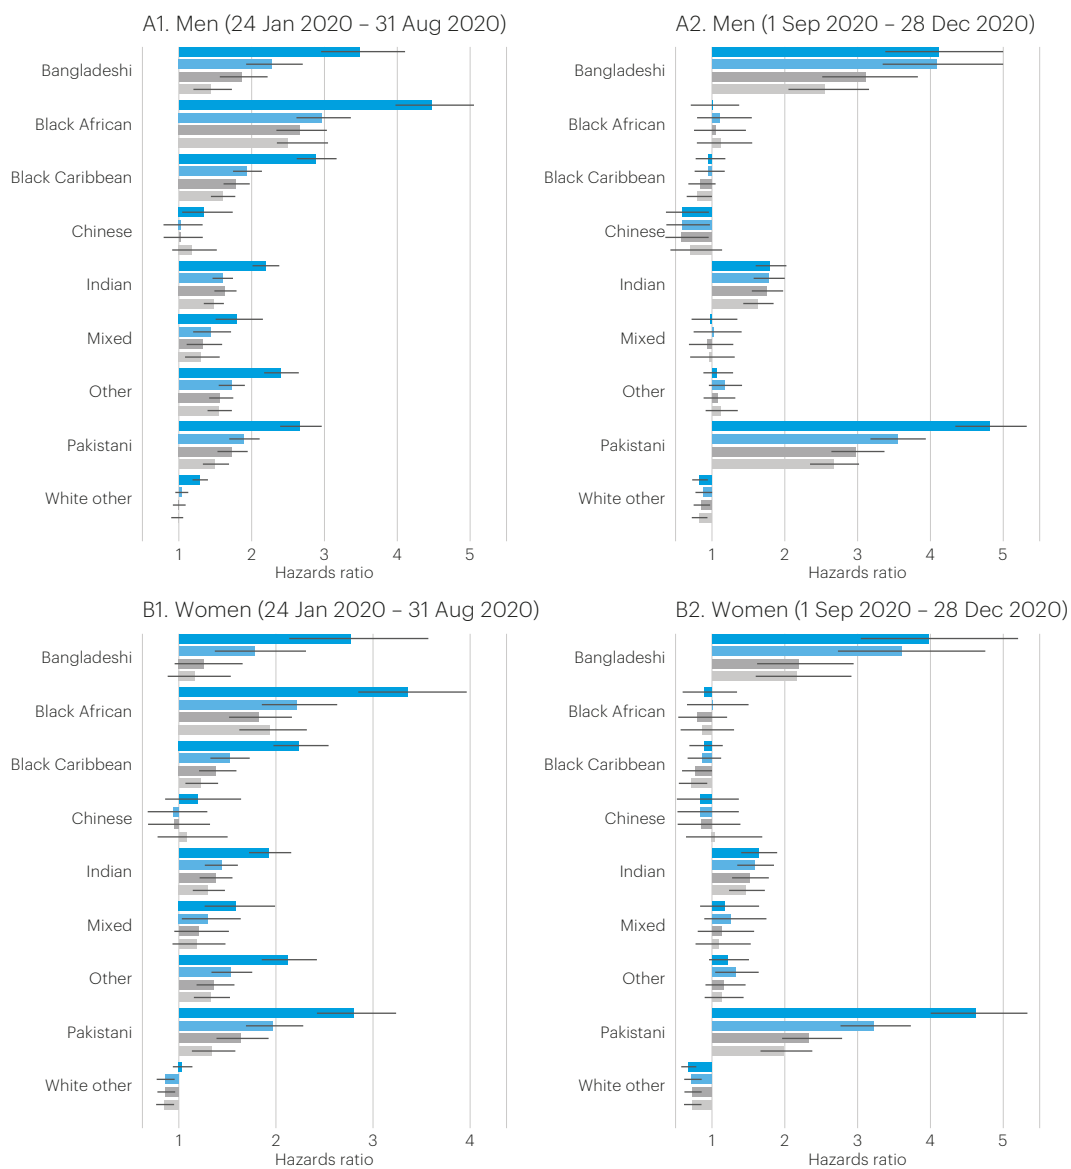 A1. Men (24 Jan 2020 – 31 Aug 2020)
Bangladeshi
Black African
Black Caribbean
Chinese
Indian
Mixed
Other
Pakistani
White other
1 2 3 4 5
Hazards ratio
A2. Men (1 Sep 2020 – 28 Dec 2020)
Bangladeshi
Black African
Black Caribbean
Chinese
Indian
Mixed
Other
Pakistani
White other
1 2 3 4 5
Hazards ratio
B1. Women (24 Jan 2020 – 31 Aug 2020)
Bangladeshi
Black African
Black Caribbean
Chinese
Indian
Mixed
Other
Pakistani
White other
1 2 3 4
Hazards ratio
B2. Women (1 Sep 2020 – 28 Dec 2020)
Bangladeshi
Black African
Black Caribbean
Chinese
Indian
Mixed
Other
Pakistani
White other
1 2 3 4 5
Hazards ratio